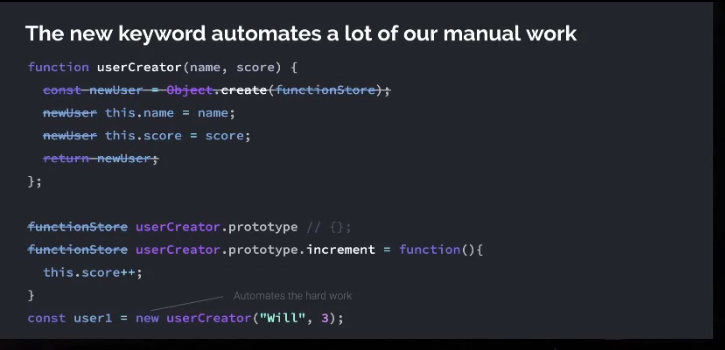 The new keyword automates a lot of our manual work
function userCreator(name, score) {
const newUser = Object.create(functionStore);
newUser this.name = name;
newUser this.score = score;
return newUser;
};
functionStore userCreator.prototype // {};
functionStore userCreator.prototype.increment = function(){
this.score++;
}
Automates the hard work
const user1 = new userCreator("Will", 3);